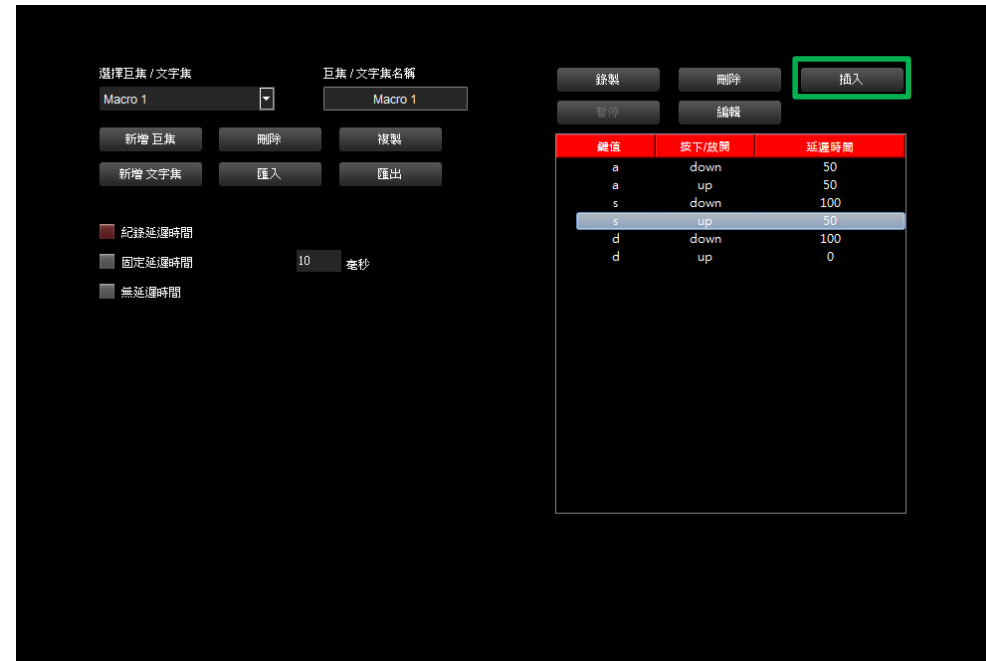 選擇巨集 / 文字集
巨集 / 文字集名稱
Macro 1
Macro 1
新增 巨集
刪除
複製
新增 文字集
匯入
匯出
紀錄延遲時間
固定延遲時間
10
毫秒
無延遲時間
錄製
刪除
插入
暫停
編輯
鍵值 按下/放開 延遲時間
a down 50
a up 50
s down 100
s up 50
d down 100
d up 0